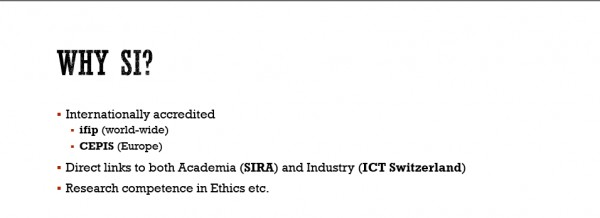 WHY SI?
Internationally accredited
ifip (world-wide)
CEPIS (Europe)
Direct links to both Academia (SIRA) and Industry (ICT Switzerland)
Research competence in Ethics etc.